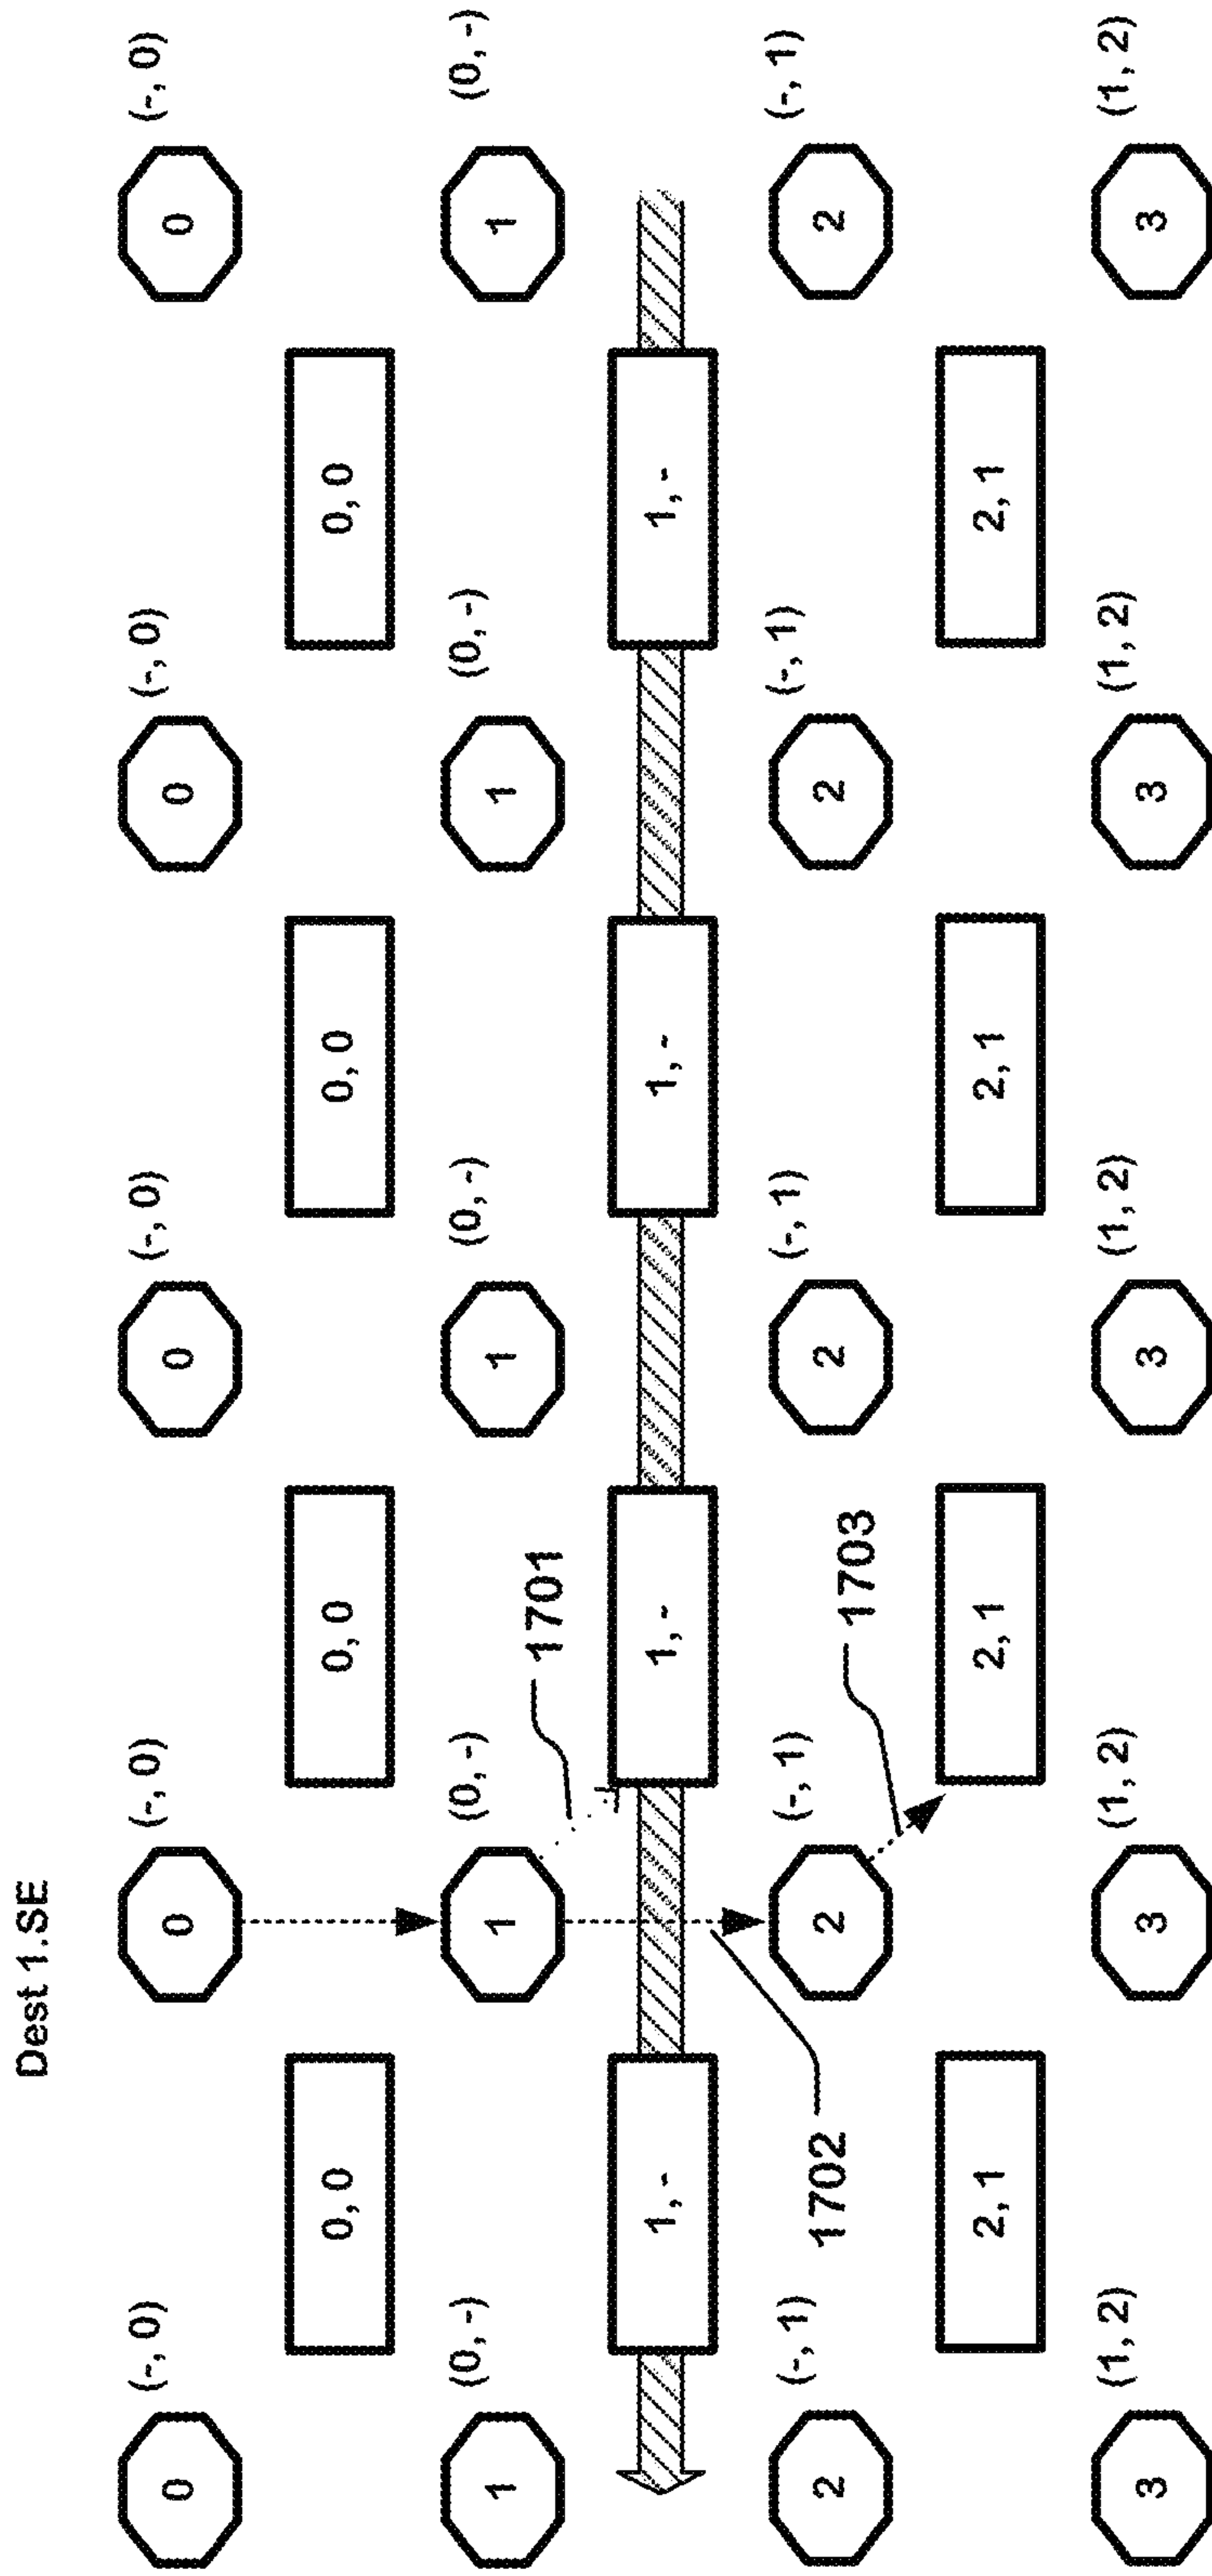 Dest 1.SE
0 (-, 0) 0 (-, 0) 0 (-, 0) 0 (-, 0) 0 (-, 0)
0, 0 0, 0 0, 0 0, 0
1 (0, -) 1 (0, -) 1 (0, -) 1 (0, -) 1 (0, -)
1701
1, - 1, - 1, - 1, -
2 (-, 1) 1702 2 (-, 1) 1703 2 (-, 1) 2 (-, 1) 2 (-, 1)
2, 1 2, 1 2, 1 2, 1
3 (1, 2) 3 (1, 2) 3 (1, 2) 3 (1, 2) 3 (1, 2)